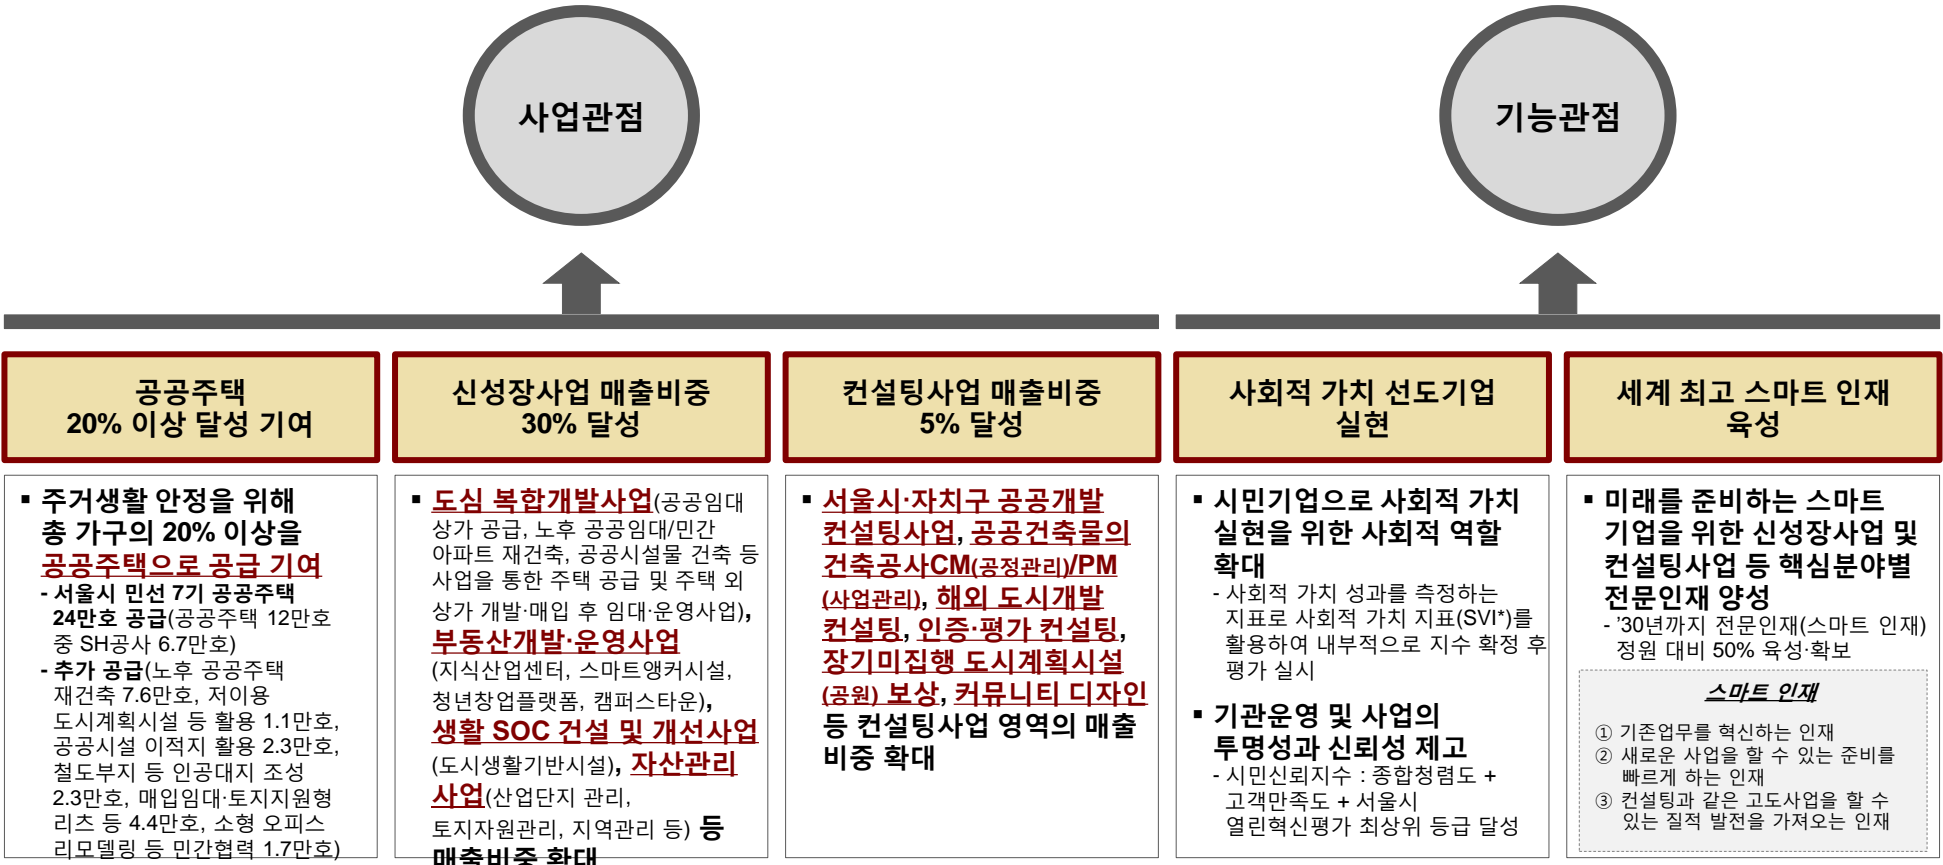 사업관점
기능관점
공공주택
20% 이상 달성 기여
신성장사업 매출비중
30% 달성
컨설팅사업 매출비중
5% 달성
사회적 가치 선도기업
실현
세계 최고 스마트 인재
육성
▪ 주거생활 안정을 위해
총 가구의 20% 이상을
공공주택으로 공급 기여
- 서울시 민선 7기 공공주택
24만호 공급(공공주택 12만호
중 SH공사 6.7만호)
- 추가 공급(노후 공공주택
재건축 7.6만호, 저이용
도시계획시설 등 활용 1.1만호,
공공시설 이적지 활용 2.3만호,
철도부지 등 인공대지 조성
2.3만호, 매입임대·토지지원형
리츠 등 4.4만호, 소형 오피스
리모델링 등 민간협력 1.7만호)
▪ 도심 복합개발사업(공공임대
상가 공급, 노후 공공임대/민간
아파트 재건축, 공공시설물 건축 등
사업을 통한 주택 공급 및 주택 외
상가 개발·매입 후 임대·운영사업),
부동산개발·운영사업
(지식산업센터, 스마트앵커시설,
청년창업플랫폼, 캠퍼스타운),
생활 SOC 건설 및 개선사업
(도시생활기반시설), 자산관리
사업(산업단지 관리,
토지자원관리, 지역관리 등) 등
매출비중 확대
▪ 서울시·자치구 공공개발
컨설팅사업, 공공건축물의
건축공사CM(공정관리)/PM
(사업관리), 해외 도시개발
컨설팅, 인증·평가 컨설팅,
장기미집행 도시계획시설
(공원) 보상, 커뮤니티 디자인
등 컨설팅사업 영역의 매출
비중 확대
▪ 시민기업으로 사회적 가치
실현을 위한 사회적 역할
확대
- 사회적 가치 성과를 측정하는
지표로 사회적 가치 지표(SVI*)를
활용하여 내부적으로 지수 확정 후
평가 실시
▪ 기관운영 및 사업의
투명성과 신뢰성 제고
- 시민신뢰지수 : 종합청렴도 +
고객만족도 + 서울시
열린혁신평가 최상위 등급 달성
▪ 미래를 준비하는 스마트
기업을 위한 신성장사업 및
컨설팅사업 등 핵심분야별
전문인재 양성
- '30년까지 전문인재(스마트 인재)
정원 대비 50% 육성·확보
스마트 인재
① 기존업무를 혁신하는 인재
② 새로운 사업을 할 수 있는 준비를
빠르게 하는 인재
③ 컨설팅과 같은 고도사업을 할 수
있는 질적 발전을 가져오는 인재